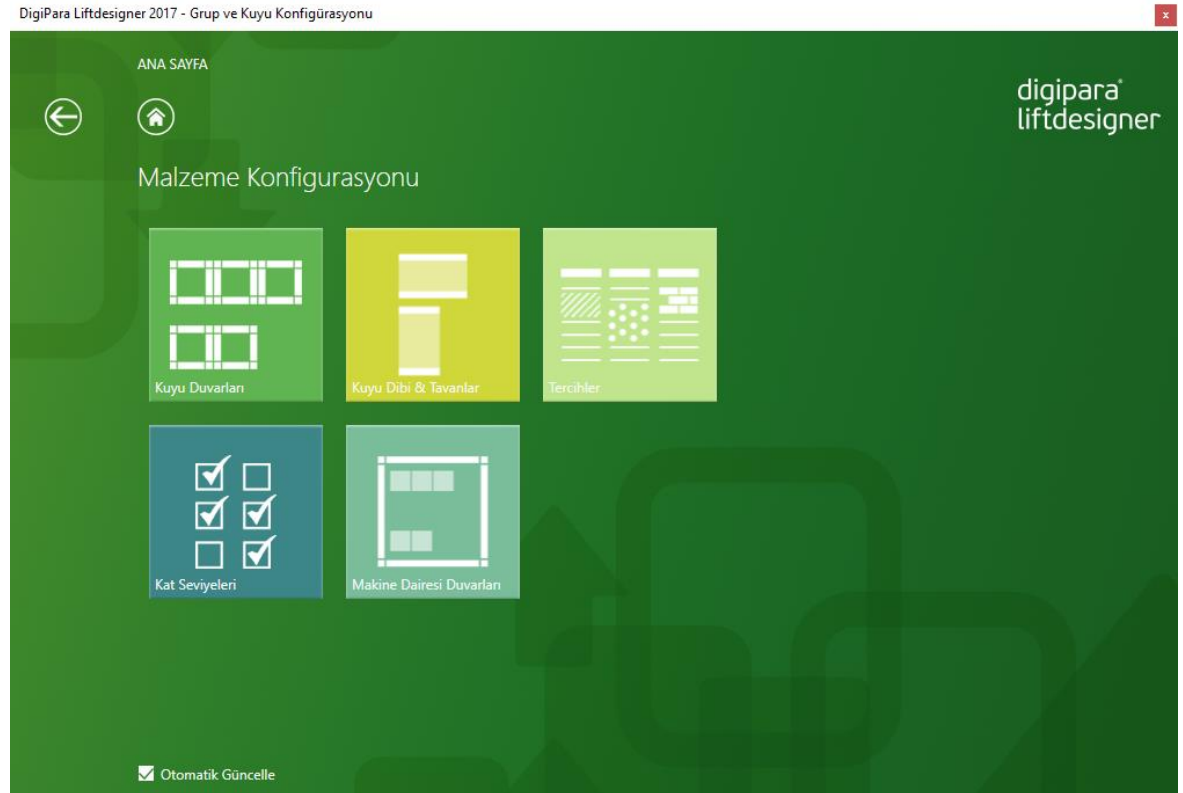 DigiPara Liftdesigner 2017 - Grup ve Kuyu Konfigürasyonu
x
ANA SAYFA
digipara®
liftdesigner
Malzeme Konfigurasyonu
Kuyu Duvarları
Kuyu Dibi & Tavanlar
Tercihler
Kat Seviyeleri
Makine Dairesi Duvarları
Otomatik Güncelle